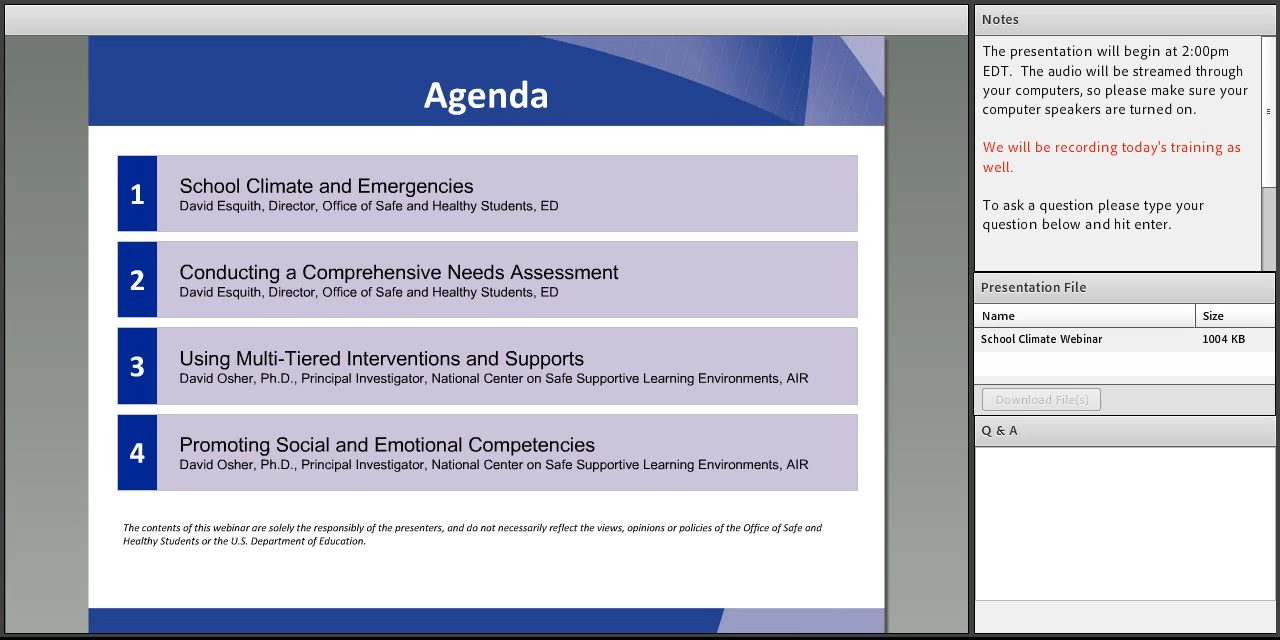 Agenda
1
School Climate and Emergencies
David Esquith, Director, Office of Safe and Healthy Students, ED
2
Conducting a Comprehensive Needs Assessment
David Esquith, Director, Office of Safe and Healthy Students, ED
3
Using Multi-Tiered Interventions and Supports
David Osher, Ph.D., Principal Investigator, National Center on Safe Supportive Learning Environments, AIR
4
Promoting Social and Emotional Competencies
David Osher, Ph.D., Principal Investigator, National Center on Safe Supportive Learning Environments, AIR
The contents of this webinar are solely the responsibly of the presenters, and do not necessarily reflect the views, opinions or policies of the Office of Safe and
Healthy Students or the U.S. Department of Education.
Notes
The presentation will begin at 2:00pm
EDT. The audio will be streamed through
your computers, so please make sure your
computer speakers are turned on.
We will be recording today's training as
well.
To ask a question please type your
question below and hit enter.
Presentation File
Name Size
School Climate Webinar 1004 KB
Download File(s)
Q & A